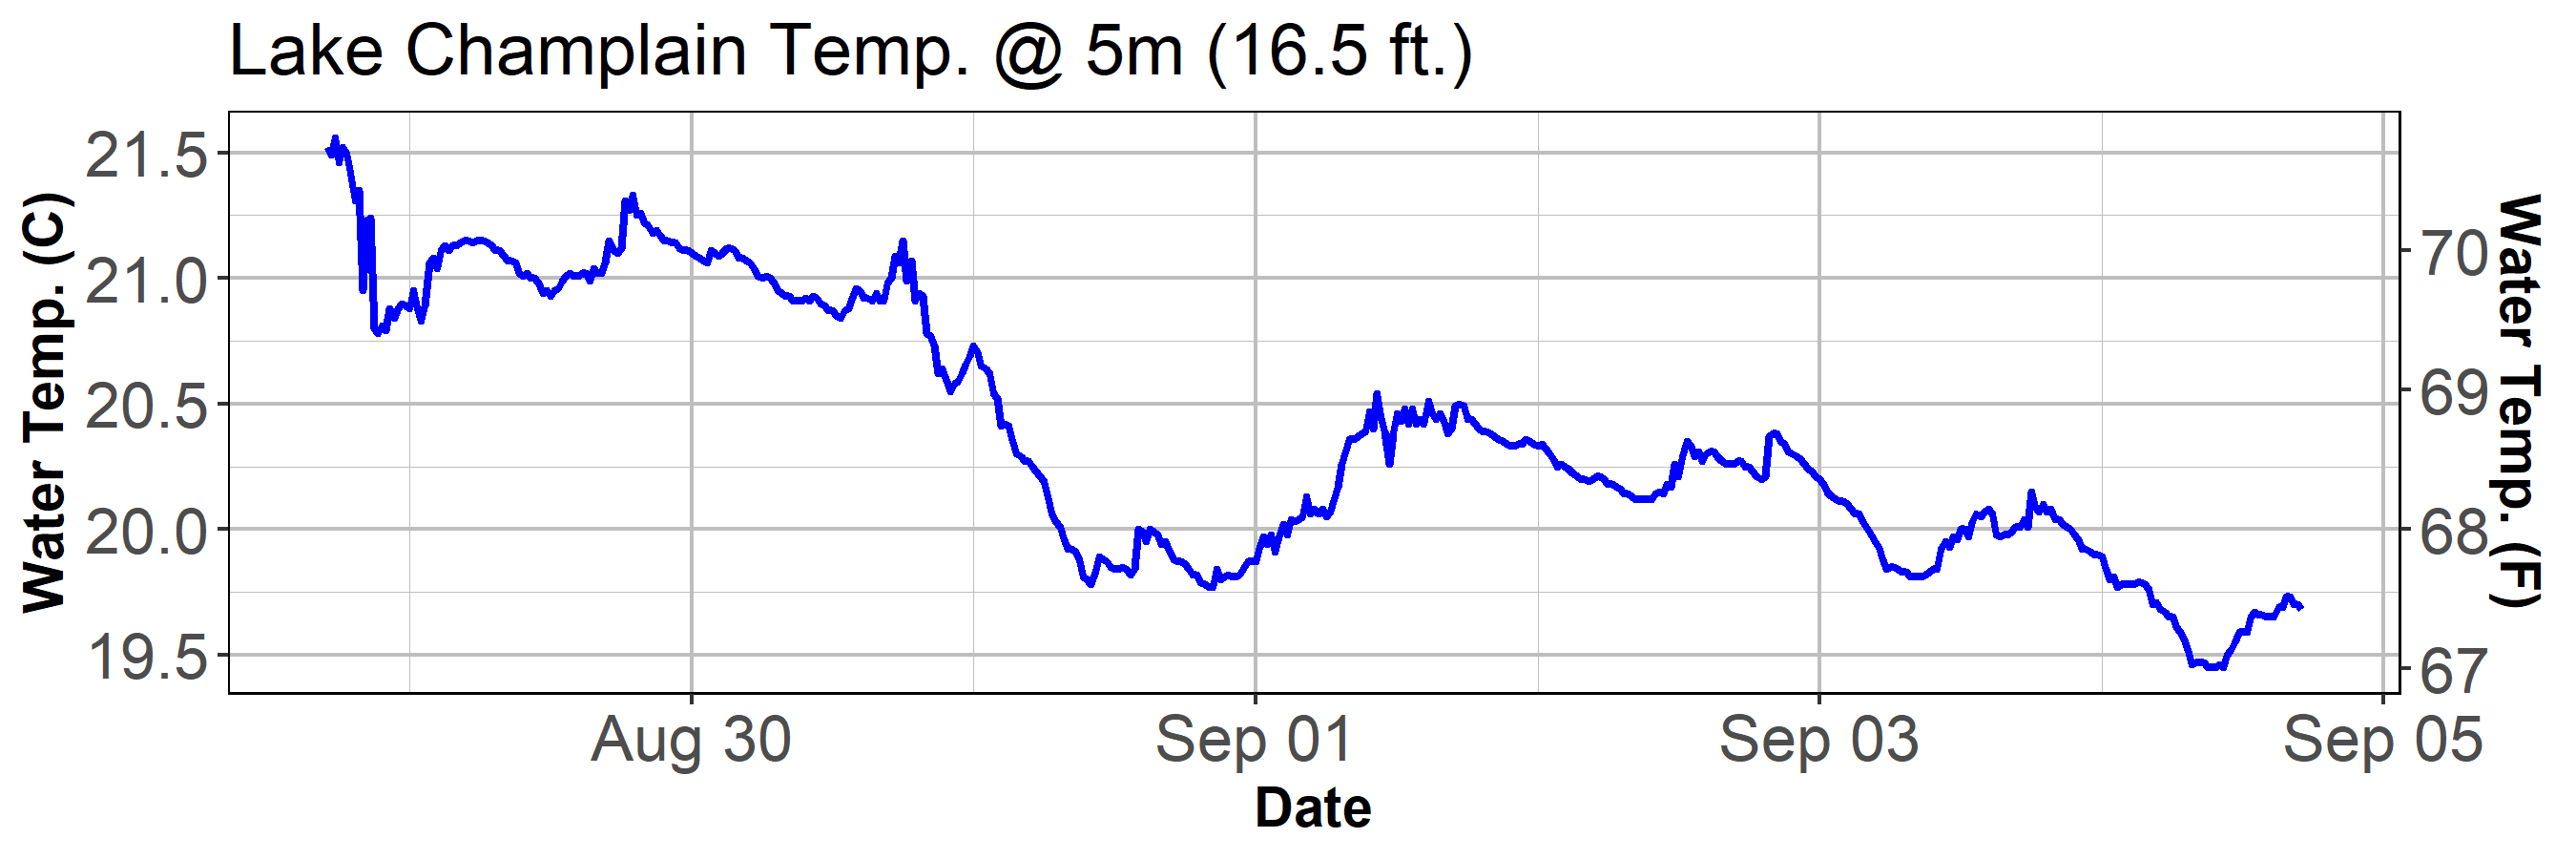 Lake Champlain Temp. @ 5m (16.5 ft.)
Water Temp. (C)
21.5
21.0
20.5
20.0
19.5
70
69
68
67
Water Temp. (F)
Aug 30
Sep 01
Sep 03
Sep 05
Date